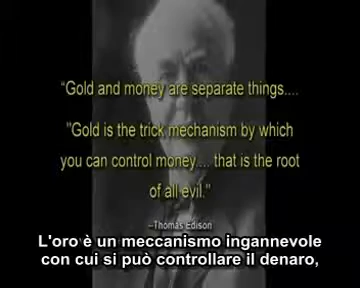 “Gold and money are separate things....
"Gold is the trick mechanism by which
you can control money.... that is the root
of all evil."
--Thomas Edison
L'oro è un meccanismo ingannevole
con cui si può controllare il denaro,